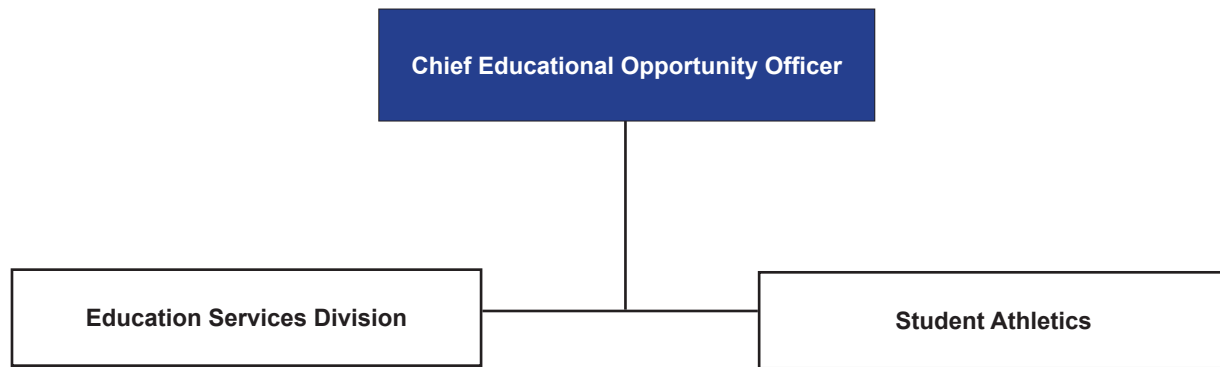 Chief Educational Opportunity Officer
Education Services Division
Student Athletics